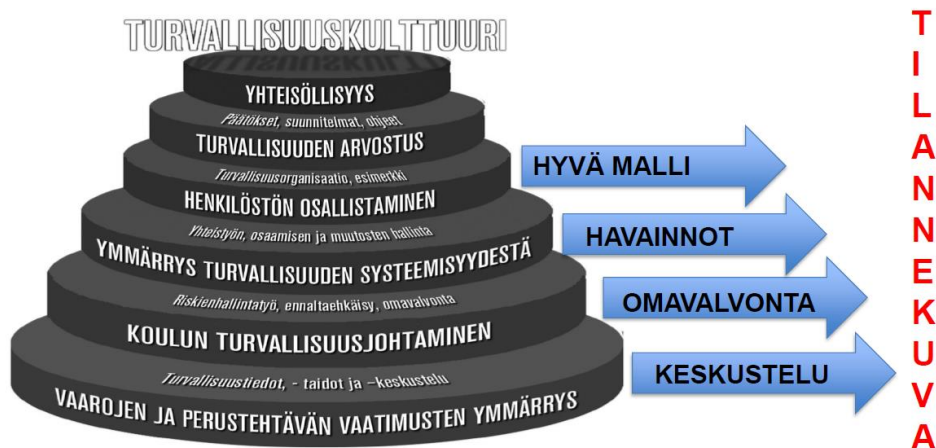 TURVALLISUUSKULTTUURI
YHTEISÖLLISYYS
Päätökset, suunnitelmat, ohjeet
TURVALLISUUDEN ARVOSTUS
Turvallisuusorganisaatio, esimerkki
HENKILÖSTÖN OSALLISTAMINEN
Yhteistyön, osaamisen ja muutosten hallinta
YMMÄRRYS TURVALLISUUDEN SYSTEEMISYYDESTÄ
Riskienhallintatyö, ennaltaehkäisy, omavalvonta
KOULUN TURVALLISUUSJOHTAMINEN
Turvallisuustiedot, - taidot ja –keskustelu
VAAROJEN JA PERUSTEHTÄVÄN VAATIMUSTEN YMMÄRRYS
HYVÄ MALLI
HAVAINNOT
OMAVALVONTA
KESKUSTELU
TILANNEKUVA